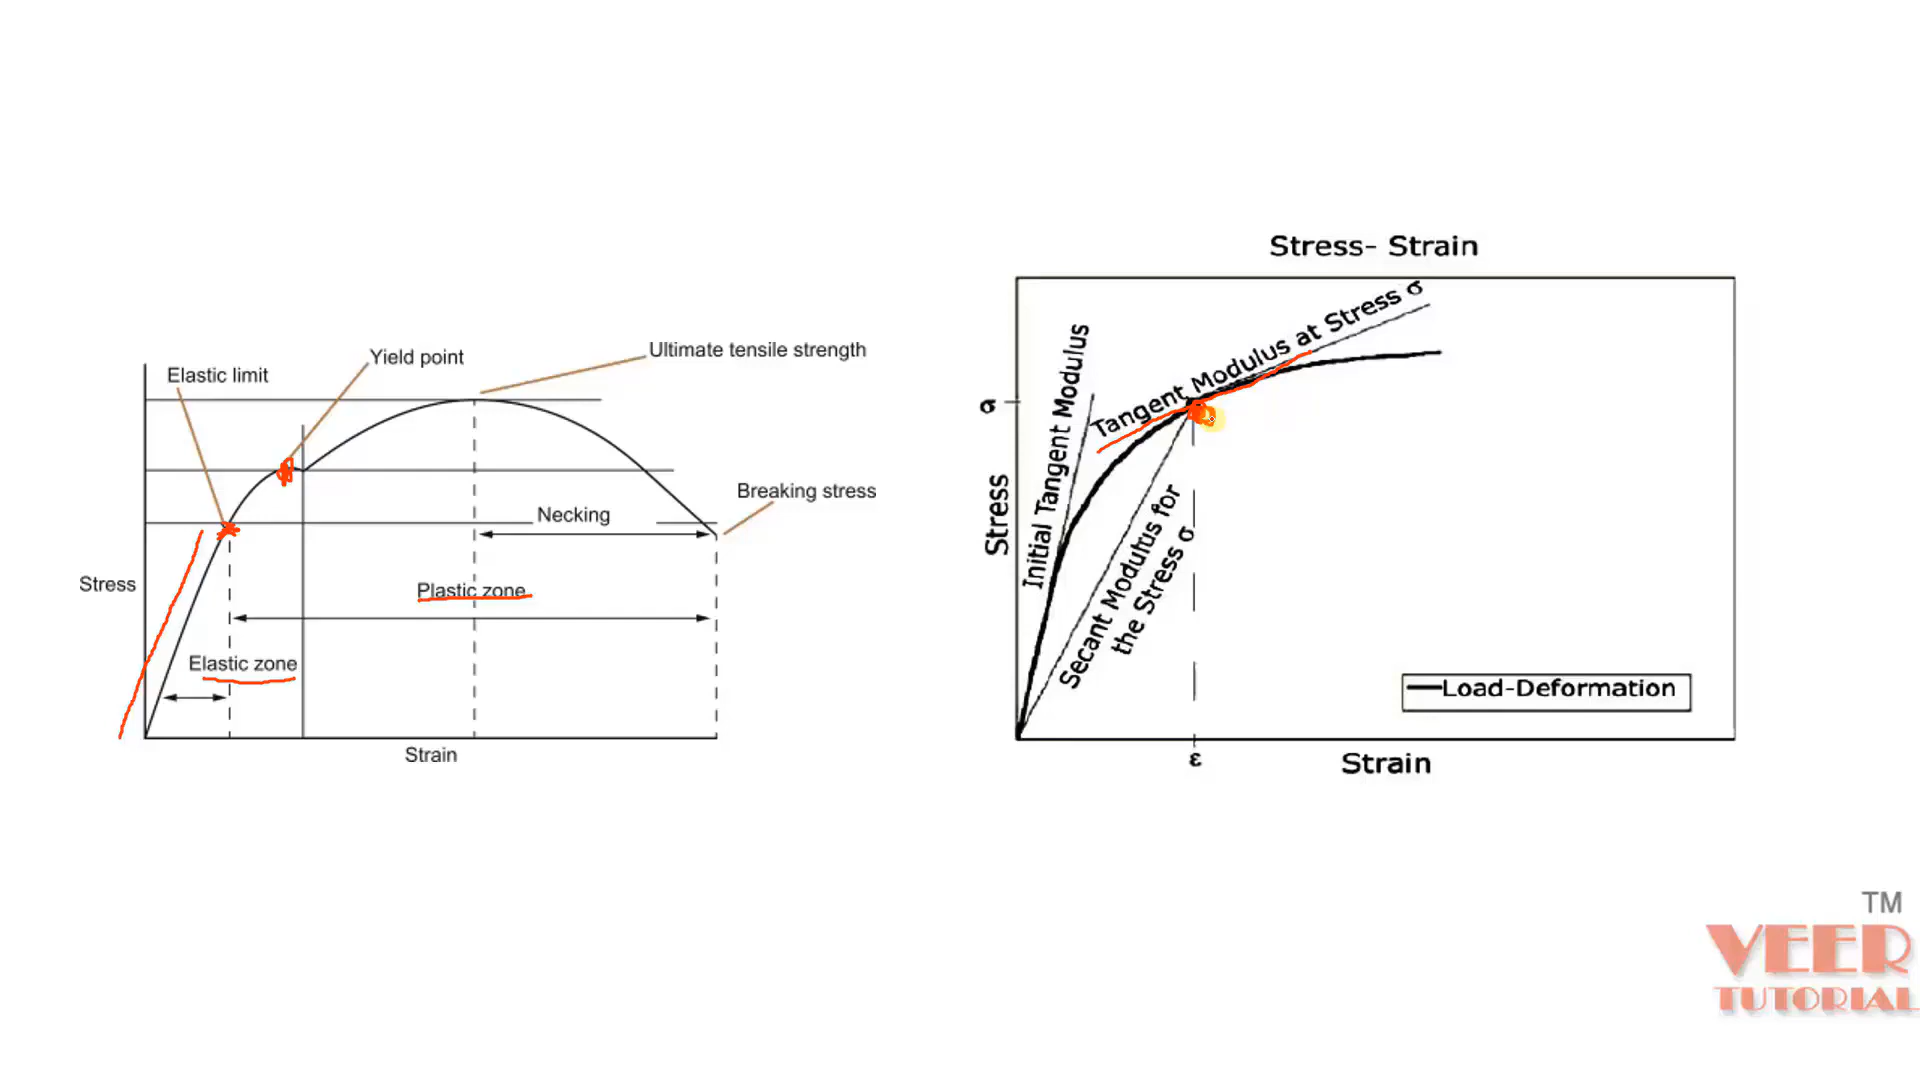 Elastic limit
Yield point
Ultimate tensile strength
Breaking stress
Necking
Stress
Plastic zone
Elastic zone
Strain
Stress- Strain
Tangent Modulus at Stress σ
Initial Tangent Modulus
σ
Stress
Secant Modulus for
the Stress σ
Load-Deformation
ε
Strain
TM
VEER
TUTORIAL